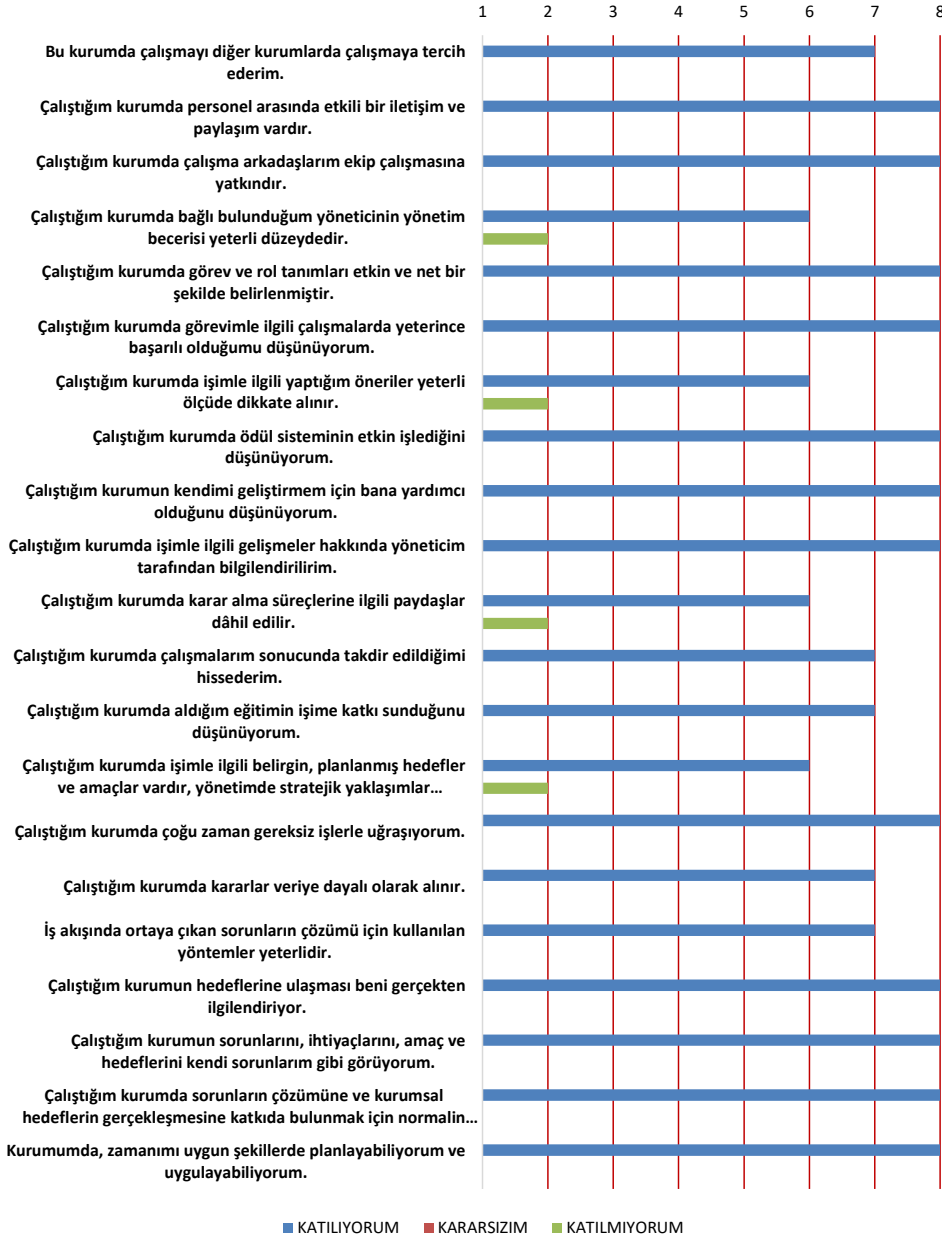 1 2 3 4 5 6 7 8
Bu kurumda çalışmayı diğer kurumlarda çalışmaya tercih
ederim.
Çalıştığım kurumda personel arasında etkili bir iletişim ve
paylaşım vardır.
Çalıştığım kurumda çalışma arkadaşlarım ekip çalışmasına
yatkındır.
Çalıştığım kurumda bağlı bulunduğum yöneticinin yönetim
becerisi yeterli düzeydedir.
Çalıştığım kurumda görev ve rol tanımları etkin ve net bir
şekilde belirlenmiştir.
Çalıştığım kurumda görevimle ilgili çalışmalarda yeterince
başarılı olduğumu düşünüyorum.
Çalıştığım kurumda işimle ilgili yaptığım öneriler yeterli
ölçüde dikkate alınır.
Çalıştığım kurumda ödül sisteminin etkin işlediğini
düşünüyorum.
Çalıştığım kurumun kendimi geliştirmem için bana yardımcı
olduğunu düşünüyorum.
Çalıştığım kurumda işimle ilgili gelişmeler hakkında yöneticim
tarafından bilgilendirilirim.
Çalıştığım kurumda karar alma süreçlerine ilgili paydaşlar
dâhil edilir.
Çalıştığım kurumda çalışmalarım sonucunda takdir edildiğimi
hissederim.
Çalıştığım kurumda aldığım eğitimin işime katkı sunduğunu
düşünüyorum.
Çalıştığım kurumda işimle ilgili belirgin, planlanmış hedefler
ve amaçlar vardır, yönetimde stratejik yaklaşımlar…
Çalıştığım kurumda çoğu zaman gereksiz işlerle uğraşıyorum.
Çalıştığım kurumda kararlar veriye dayalı olarak alınır.
İş akışında ortaya çıkan sorunların çözümü için kullanılan
yöntemler yeterlidir.
Çalıştığım kurumun hedeflerine ulaşması beni gerçekten
ilgilendiriyor.
Çalıştığım kurumun sorunlarını, ihtiyaçlarını, amaç ve
hedeflerini kendi sorunlarım gibi görüyorum.
Çalıştığım kurumda sorunların çözümüne ve kurumsal
hedeflerin gerçekleşmesine katkıda bulunmak için normalin…
Kurumumda, zamanımı uygun şekillerde planlayabiliyorum ve
uygulayabiliyorum.
KATILIYORUM KARARSIZIM KATILMIYORUM